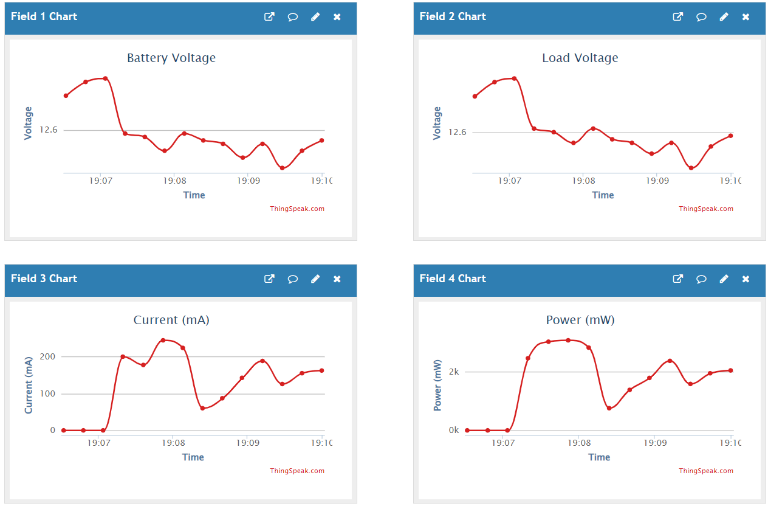 Field 1 Chart
Battery Voltage
Voltage
12.6
19:07 19:08 19:09 19:10
Time
ThingSpeak.com
Field 2 Chart
Load Voltage
Voltage
12.6
19:07 19:08 19:09 19:10
Time
ThingSpeak.com
Field 3 Chart
Current (mA)
Current (mA)
200
100
0
19:07 19:08 19:09 19:10
Time
ThingSpeak.com
Field 4 Chart
Power (mW)
Power (mW)
2k
0k
19:07 19:08 19:09 19:10
Time
ThingSpeak.com